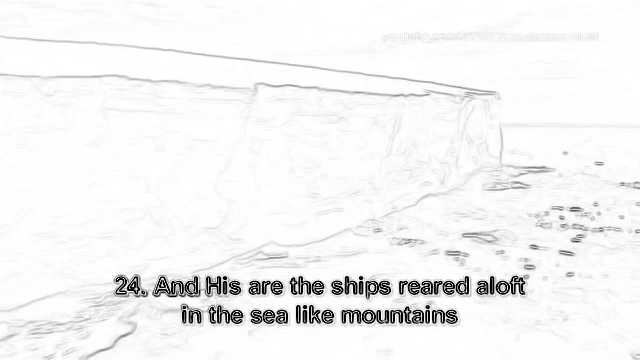 24. And His are the ships reared aloft
in the sea like mountains